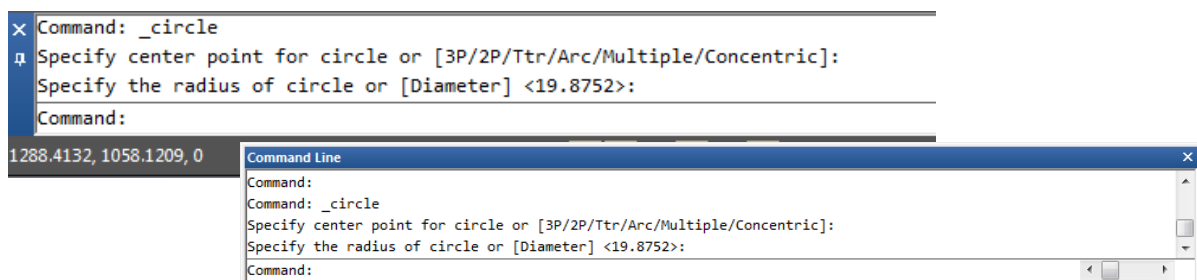 Command: _circle
Specify center point for circle or [3P/2P/Ttr/Arc/Multiple/Concentric]:
Specify the radius of circle or [Diameter] <19.8752>:
Command:
1288.4132, 1058.1209, 0
Command Line
Command:
Command: _circle
Specify center point for circle or [3P/2P/Ttr/Arc/Multiple/Concentric]:
Specify the radius of circle or [Diameter] <19.8752>:
Command: